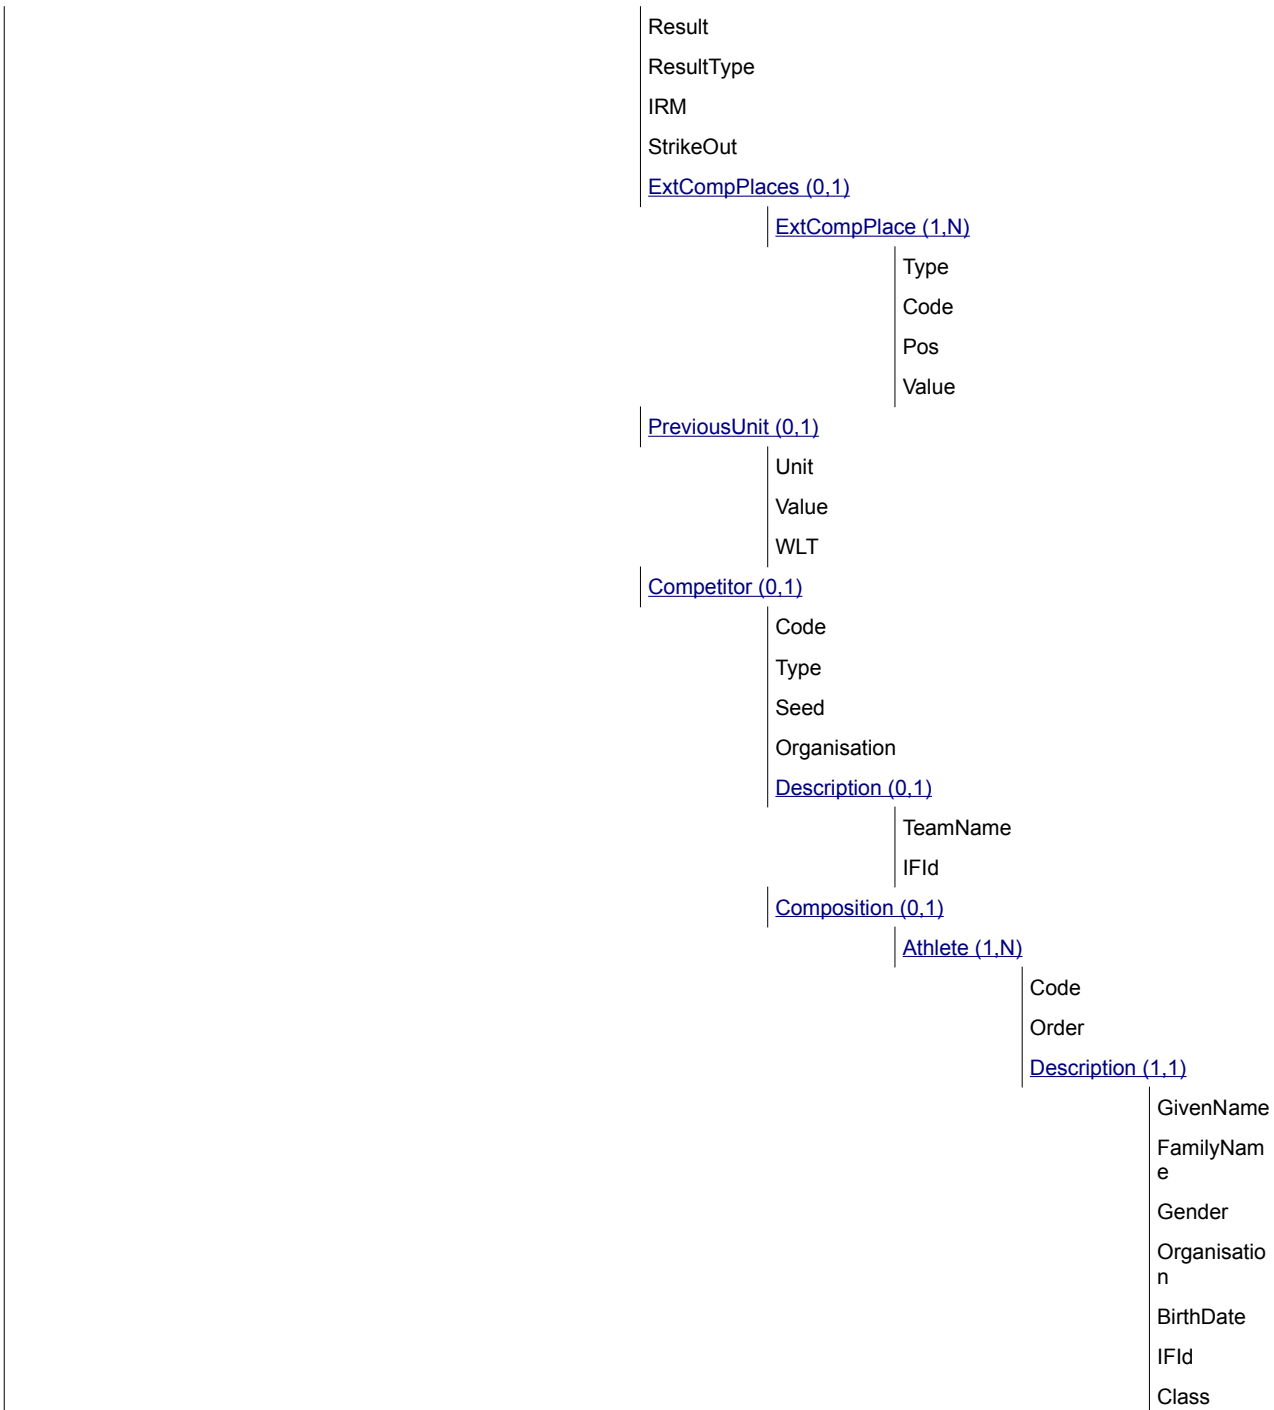 Result
ResultType
IRM
StrikeOut
ExtCompPlaces (0,1)
ExtCompPlace (1,N)
Type
Code
Pos
Value
PreviousUnit (0,1)
Unit
Value
WLT
Competitor (0,1)
Code
Type
Seed
Organisation
Description (0,1)
TeamName
IFId
Composition (0,1)
Athlete (1,N)
Code
Order
Description (1,1)
GivenName
FamilyNam
e
Gender
Organisatio
n
BirthDate
IFId
Class